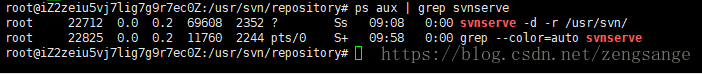 root@iZ2zeiu5vj7lig7g9r7ec0Z:/usr/svn/repository# ps aux | grep svnserve
root     22712  0.0  0.2  69608  2352 ?        Ss   09:08   0:00 svnserve -d -r /usr/svn/
root     22825  0.0  0.2  11760  2244 pts/0    S+   09:58   0:00 grep --color=auto svnserve
root@iZ2zeiu5vj7lig7g9r7ec0Z:/usr/svn/repository#
https://blog.csdn.net/zengsange